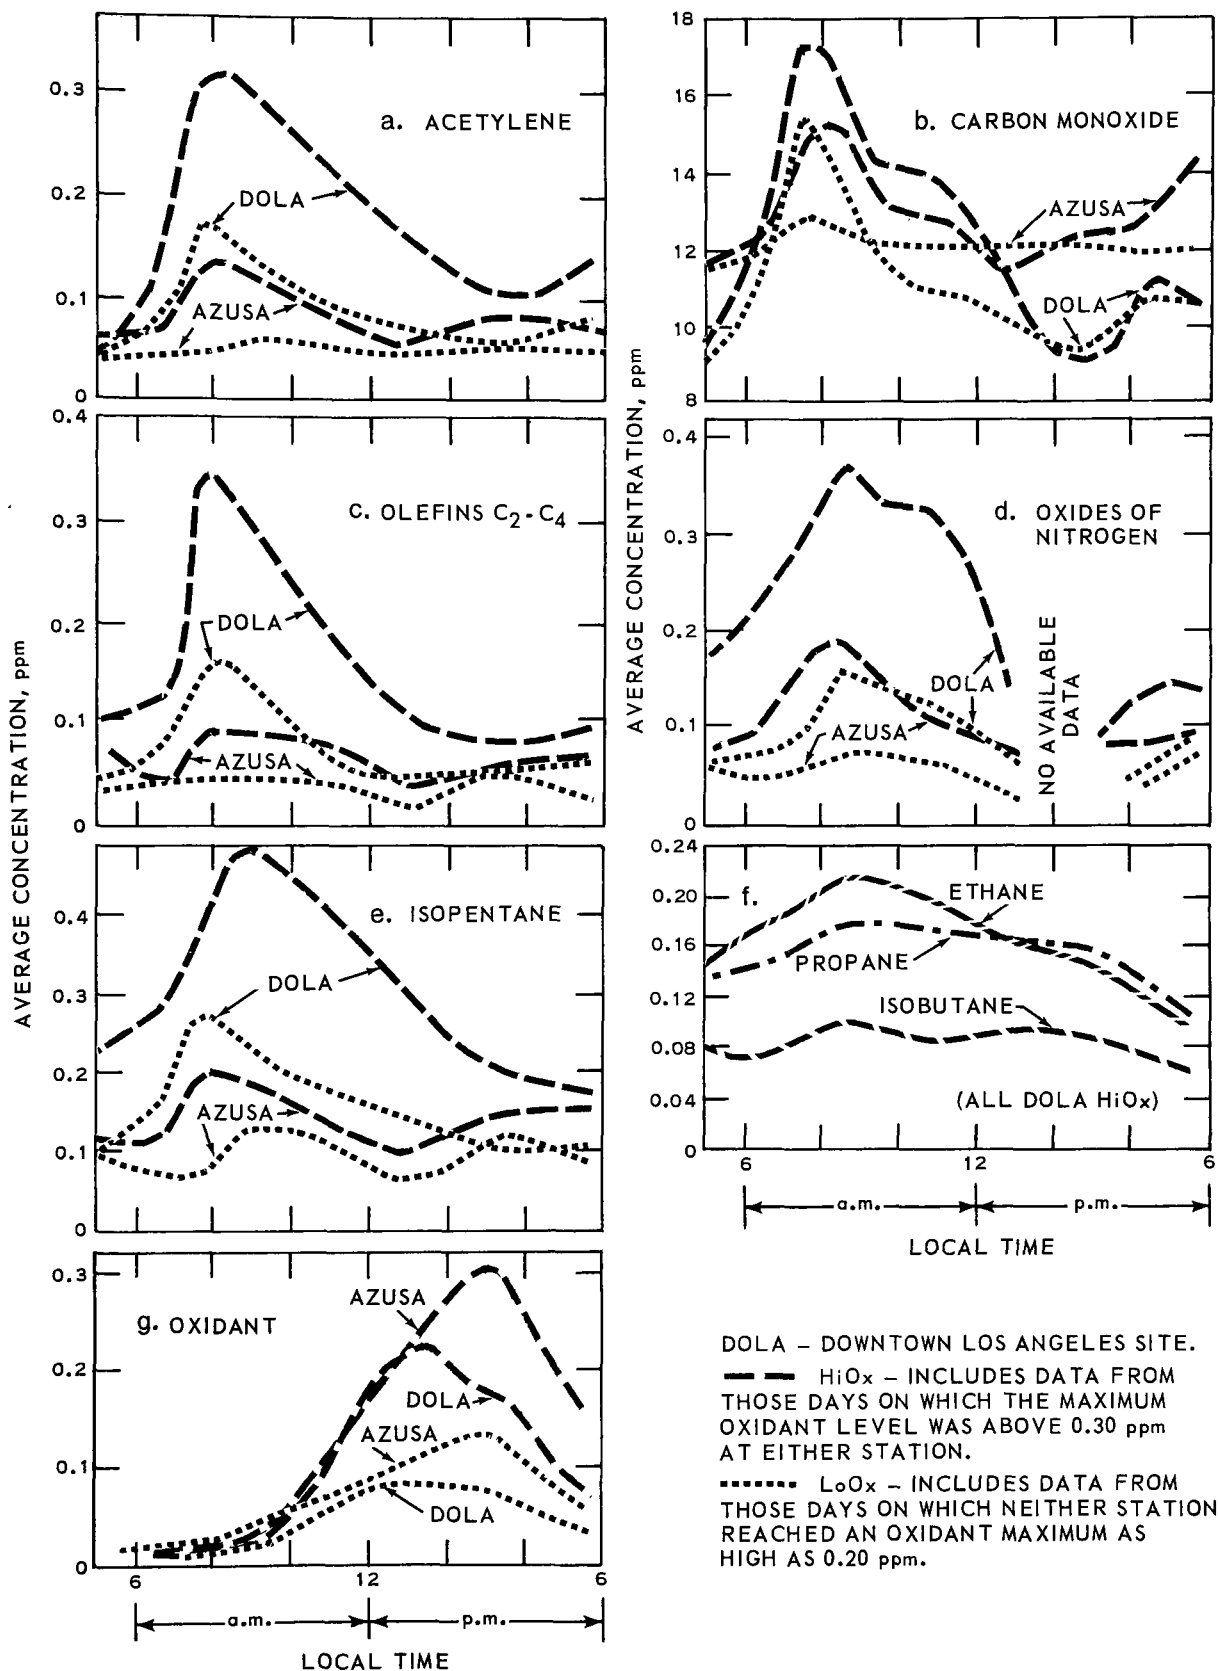 a. ACETYLENE
0.3
0.2
0.1
0
DOLA
AZUSA
b. CARBON MONOXIDE
18
16
14
12
10
8
AZUSA
DOLA
c. OLEFINS C₂-C₄
0.4
0.3
0.2
0.1
0
DOLA
AZUSA
d. OXIDES OF
NITROGEN
0.4
0.3
0.2
0.1
0
DOLA
AZUSA
NO AVAILABLE
DATA
e. ISOPENTANE
0.4
0.3
0.2
0.1
0
DOLA
AZUSA
f.
0.24
0.20
0.16
0.12
0.08
0.04
0
ETHANE
PROPANE
ISOBUTANE
(ALL DOLA HiOx)
6
12
6
a.m.
p.m.
LOCAL TIME
g. OXIDANT
0.3
0.2
0.1
0
AZUSA
DOLA
AZUSA
DOLA
6
12
6
a.m.
p.m.
LOCAL TIME
AVERAGE CONCENTRATION, ppm
AVERAGE CONCENTRATION, ppm
DOLA – DOWNTOWN LOS ANGELES SITE.
HiOx – INCLUDES DATA FROM
THOSE DAYS ON WHICH THE MAXIMUM
OXIDANT LEVEL WAS ABOVE 0.30 ppm
AT EITHER STATION.
LoOx – INCLUDES DATA FROM
THOSE DAYS ON WHICH NEITHER STATION
REACHED AN OXIDANT MAXIMUM AS
HIGH AS 0.20 ppm.